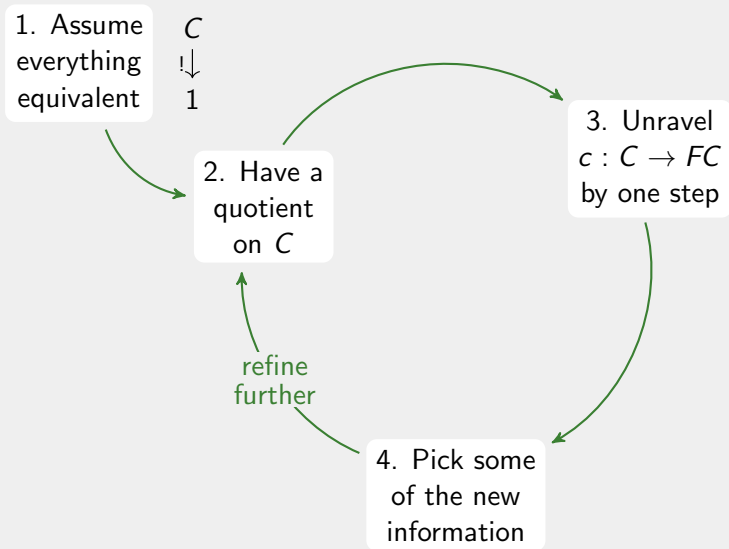 1. Assume
everything
equivalent
C
!↓
1
2. Have a
quotient
on C
3. Unravel
c : C → FC
by one step
refine
further
4. Pick some
of the new
information